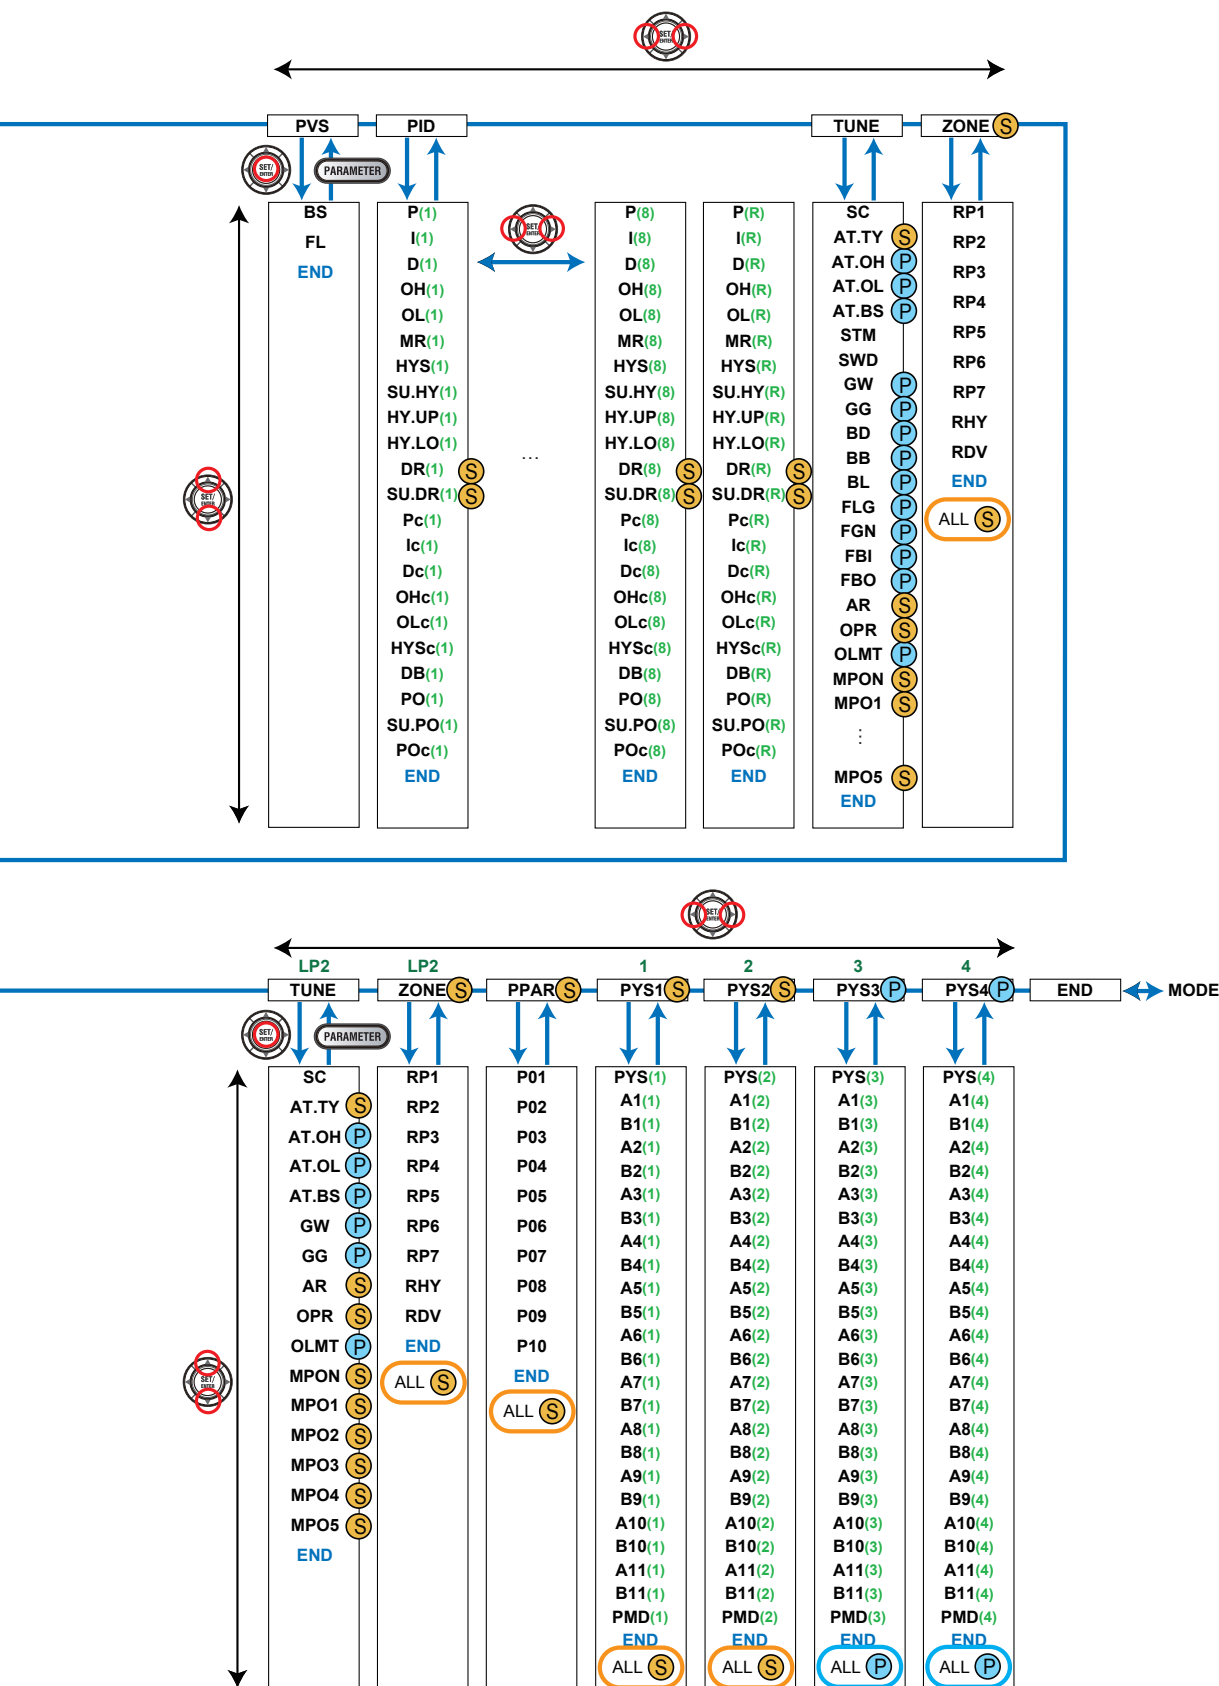 SET/
ENTER
PVS
PID
TUNE
ZONE S
SET/
ENTER
PARAMETER
BS
FL
END
P(1)
I(1)
D(1)
OH(1)
OL(1)
MR(1)
HYS(1)
SU.HY(1)
HY.UP(1)
HY.LO(1)
DR(1) S
SU.DR(1) S
Pc(1)
Ic(1)
Dc(1)
OHc(1)
OLc(1)
HYSc(1)
DB(1)
PO(1)
SU.PO(1)
POc(1)
END
SET/
ENTER
...
P(8)
I(8)
D(8)
OH(8)
OL(8)
MR(8)
HYS(8)
SU.HY(8)
HY.UP(8)
HY.LO(8)
DR(8) S
SU.DR(8) S
Pc(8)
Ic(8)
Dc(8)
OHc(8)
OLc(8)
HYSc(8)
DB(8)
PO(8)
SU.PO(8)
POc(8)
END
P(R)
I(R)
D(R)
OH(R)
OL(R)
MR(R)
HYS(R)
SU.HY(R)
HY.UP(R)
HY.LO(R)
DR(R) S
SU.DR(R) S
Pc(R)
Ic(R)
Dc(R)
OHc(R)
OLc(R)
HYSc(R)
DB(R)
PO(R)
SU.PO(R)
POc(R)
END
SC
AT.TY S
AT.OH P
AT.OL P
AT.BS P
STM
SWD
GW P
GG P
BD P
BB P
BL P
FLG P
FGN P
FBI P
FBO P
AR S
OPR S
OLMT P
MPON S
MPO1 S
⋮
MPO5 S
END
RP1
RP2
RP3
RP4
RP5
RP6
RP7
RHY
RDV
END
ALL S
SET/
ENTER
SET/
ENTER
LP2
TUNE
LP2
ZONE S
PPAR S
1
PYS1 S
2
PYS2 S
3
PYS3 P
4
PYS4 P
END
MODE
SET/
ENTER
PARAMETER
SC
AT.TY S
AT.OH P
AT.OL P
AT.BS P
GW P
GG P
AR S
OPR S
OLMT P
MPON S
MPO1 S
MPO2 S
MPO3 S
MPO4 S
MPO5 S
END
RP1
RP2
RP3
RP4
RP5
RP6
RP7
RHY
RDV
END
ALL S
P01
P02
P03
P04
P05
P06
P07
P08
P09
P10
END
ALL S
PYS(1)
A1(1)
B1(1)
A2(1)
B2(1)
A3(1)
B3(1)
A4(1)
B4(1)
A5(1)
B5(1)
A6(1)
B6(1)
A7(1)
B7(1)
A8(1)
B8(1)
A9(1)
B9(1)
A10(1)
B10(1)
A11(1)
B11(1)
PMD(1)
END
ALL S
PYS(2)
A1(2)
B1(2)
A2(2)
B2(2)
A3(2)
B3(2)
A4(2)
B4(2)
A5(2)
B5(2)
A6(2)
B6(2)
A7(2)
B7(2)
A8(2)
B8(2)
A9(2)
B9(2)
A10(2)
B10(2)
A11(2)
B11(2)
PMD(2)
END
ALL S
PYS(3)
A1(3)
B1(3)
A2(3)
B2(3)
A3(3)
B3(3)
A4(3)
B4(3)
A5(3)
B5(3)
A6(3)
B6(3)
A7(3)
B7(3)
A8(3)
B8(3)
A9(3)
B9(3)
A10(3)
B10(3)
A11(3)
B11(3)
PMD(3)
END
ALL P
PYS(4)
A1(4)
B1(4)
A2(4)
B2(4)
A3(4)
B3(4)
A4(4)
B4(4)
A5(4)
B5(4)
A6(4)
B6(4)
A7(4)
B7(4)
A8(4)
B8(4)
A9(4)
B9(4)
A10(4)
B10(4)
A11(4)
B11(4)
PMD(4)
END
ALL P
SET/
ENTER